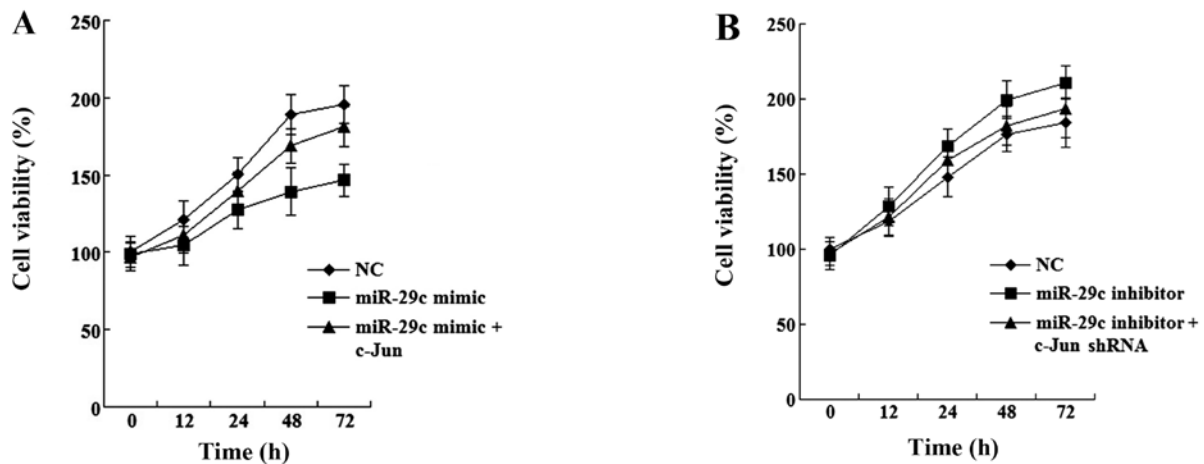 A
Cell viability (%)
250
200
150
100
50
0
NC
miR-29c mimic
miR-29c mimic +
c-Jun
0 12 24 48 72
Time (h)
B
Cell viability (%)
250
200
150
100
50
0
NC
miR-29c inhibitor
miR-29c inhibitor +
c-Jun shRNA
0 12 24 48 72
Time (h)